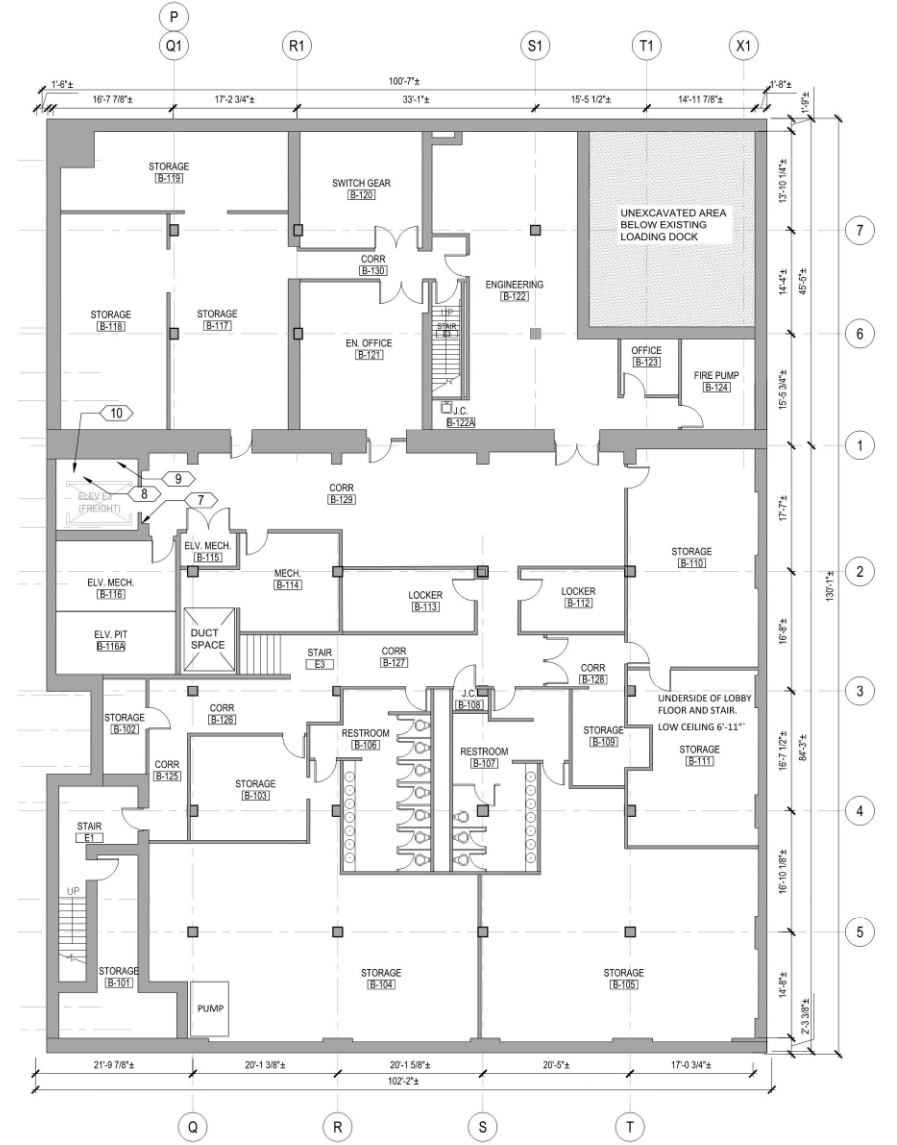 P
Q1
R1
S1
T1
X1
1'-6"±
100'-7"±
1'-8"±
16'-7 7/8"±
17'-2 3/4"±
33'-1"±
15'-5 1/2"±
14'-11 7/8"±
1'-9"±
STORAGE
B-119
SWITCH GEAR
B-120
13'-10 1/4"±
UNEXCAVATED AREA
BELOW EXISTING
LOADING DOCK
7
CORR
B-130
ENGINEERING
B-122
14'-4"±
45'-5"±
STORAGE
B-118
STORAGE
B-117
UP
STAIR
6
EN. OFFICE
B-121
OFFICE
B-123
FIRE PUMP
B-124
15'-5 3/4"±
J.C.
B-122A
10
1
9
8
7
ELEV E3
(FREIGHT)
CORR
B-129
17'-7"±
ELV. MECH.
B-115
STORAGE
B-110
2
ELV. MECH.
B-116
MECH.
B-114
LOCKER
B-113
LOCKER
B-112
130'-1"±
ELV. PIT
B-116A
DUCT
SPACE
16'-8"±
STAIR
E3
CORR
B-127
CORR
B-128
3
J.C.
B-108
UNDERSIDE OF LOBBY
FLOOR AND STAIR.
LOW CEILING 6'-11"
STORAGE
B-102
CORR
B-126
RESTROOM
B-106
STORAGE
B-109
RESTROOM
B-107
STORAGE
B-111
16'-7 1/2"±
84'-3"±
CORR
B-125
STORAGE
B-103
4
STAIR
E1
16'-10 1/8"±
UP
5
STORAGE
B-101
STORAGE
B-104
STORAGE
B-105
14'-8"±
PUMP
2'-3 3/8"±
21'-9 7/8"±
20'-1 3/8"±
20'-1 5/8"±
20'-5"±
17'-0 3/4"±
102'-2"±
Q
R
S
T